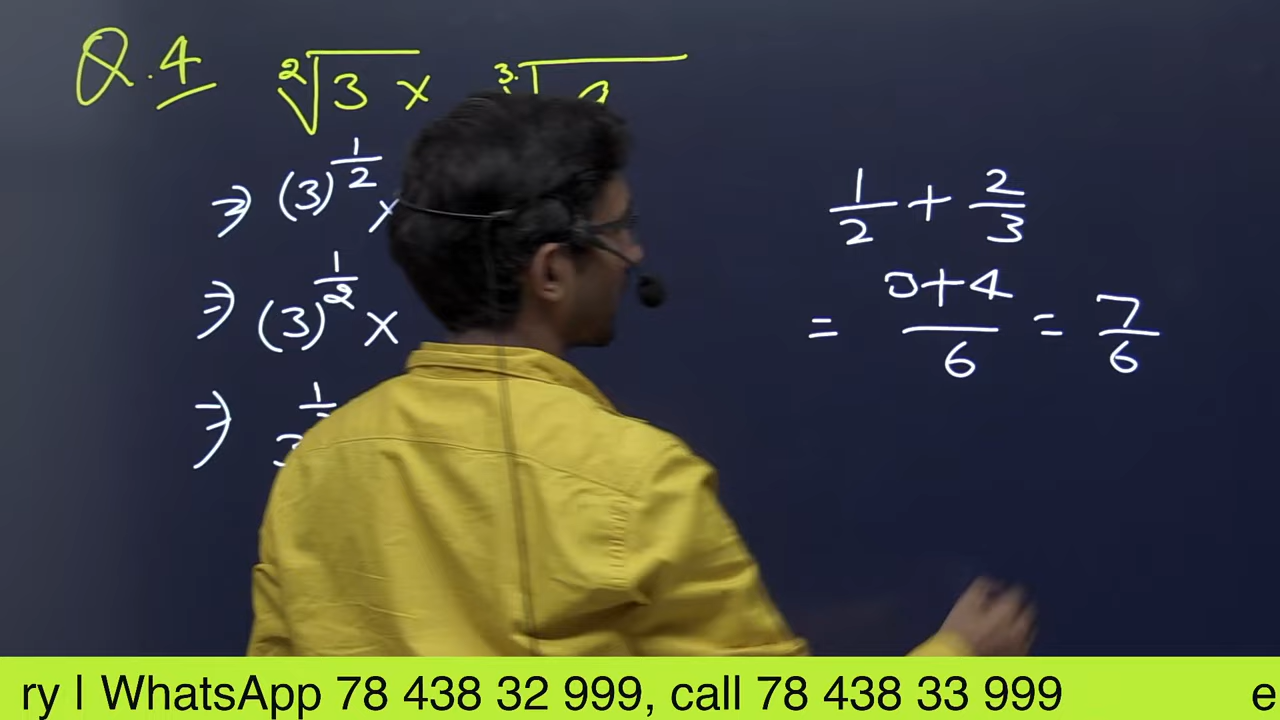 Q.4 ²√3 × ³√
⇒ (3)^(1/2) ×
⇒ (3)^(1/2) ×
⇒ 3
1/2 + 2/3
= 3+4/6 = 7/6
ry | WhatsApp 78 438 32 999, call 78 438 33 999 e